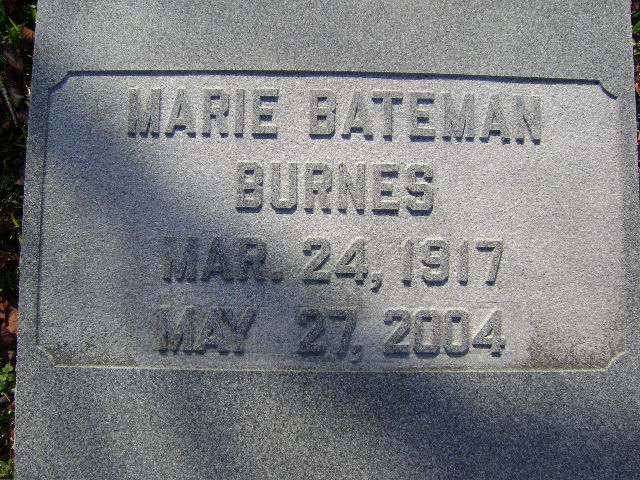 MARIE BATEMAN
BURNES
MAR. 24, 1917
MAY 27, 2004